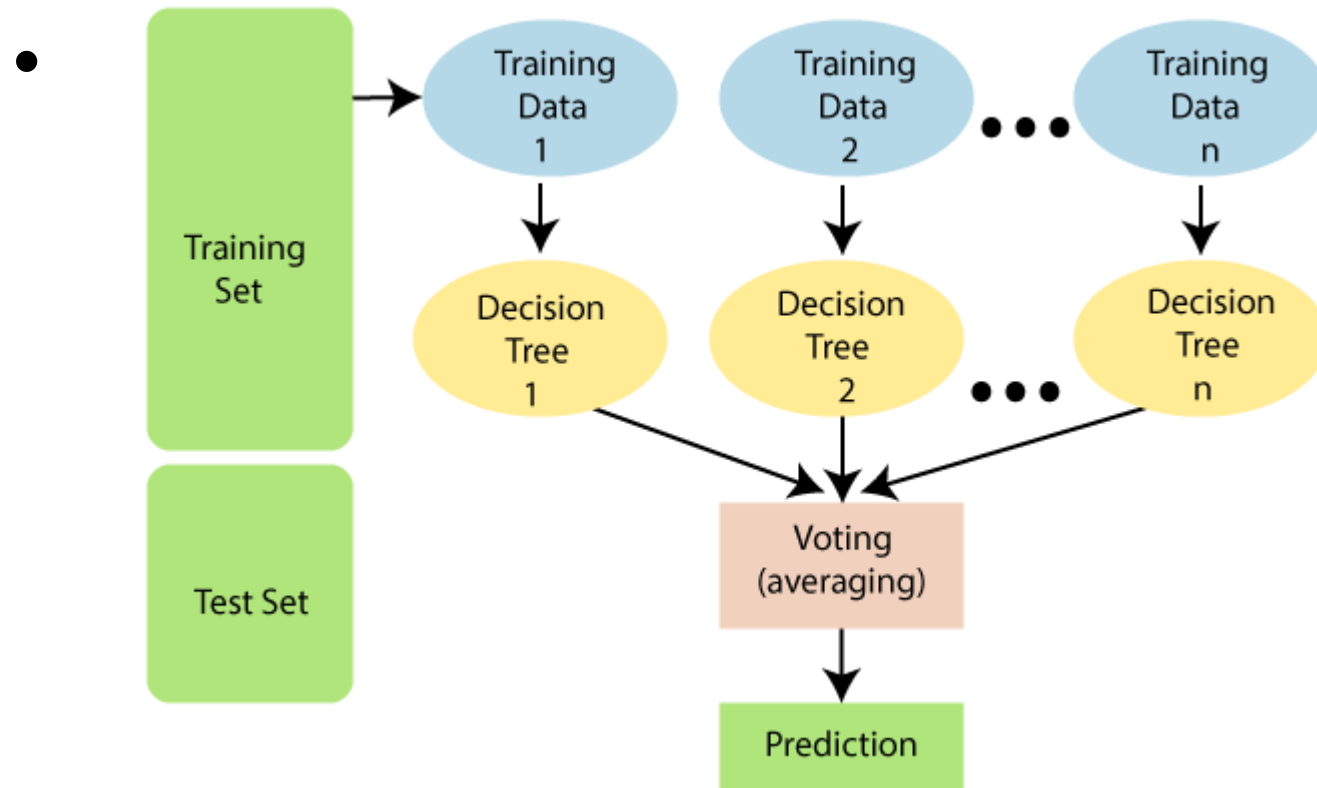 Training
Data
1
Training
Data
2
Training
Data
n
Training
Set
Decision
Tree
1
Decision
Tree
2
Decision
Tree
n
Voting
(averaging)
Test Set
Prediction